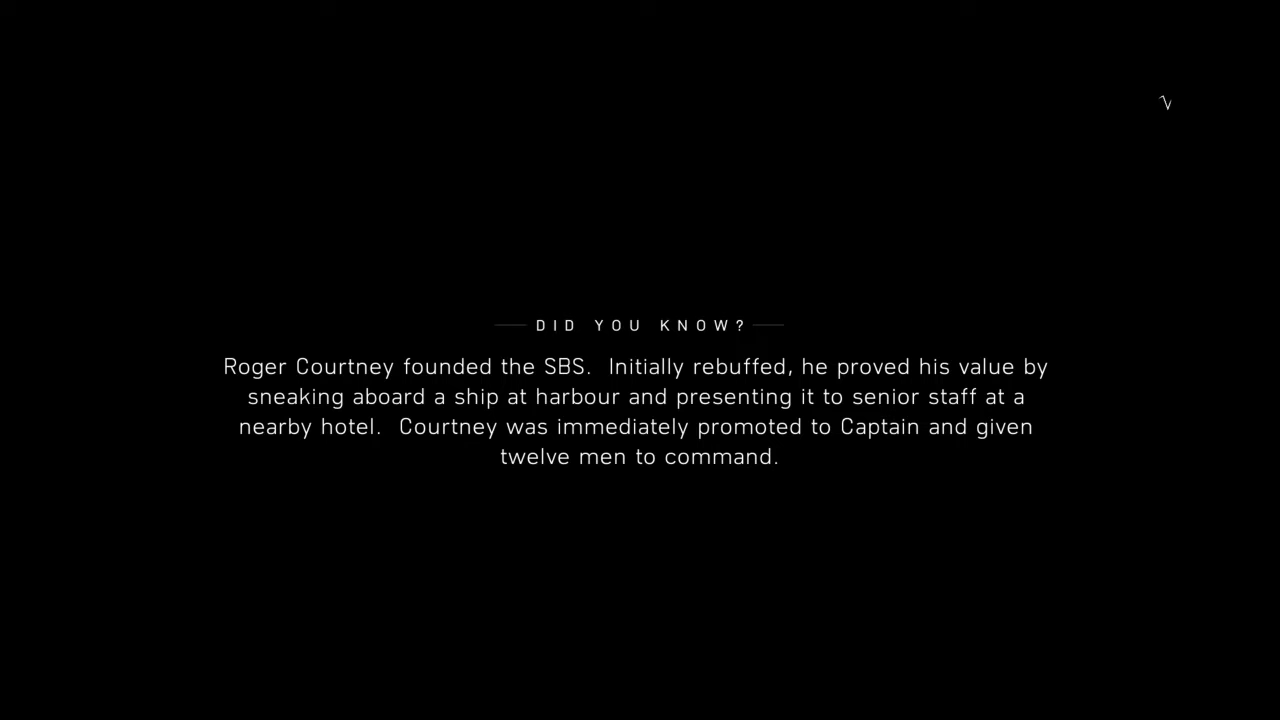 DID YOU KNOW?
Roger Courtney founded the SBS.  Initially rebuffed, he proved his value by
sneaking aboard a ship at harbour and presenting it to senior staff at a
nearby hotel.  Courtney was immediately promoted to Captain and given
twelve men to command.